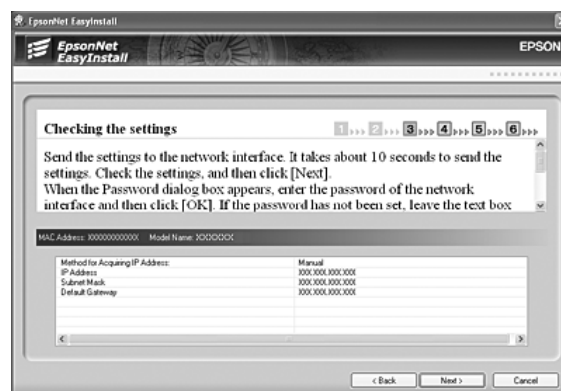 EpsonNet EasyInstall
EpsonNet
EasyInstall
EPSON
Checking the settings
1 2 3 4 5 6
Send the settings to the network interface. It takes about 10 seconds to send the
settings. Check the settings, and then click [Next].
When the Password dialog box appears, enter the password of the network
interface and then click [OK]. If the password has not been set, leave the text box
MAC Address: XXXXXXXXXXXX Model Name: XXXXXXX
Method for Acquiring IP Address: Manual
IP Address XXX.XXX.XXX.XXX
Subnet Mask XXX.XXX.XXX.XXX
Default Gateway XXX.XXX.XXX.XXX
< Back Next > Cancel